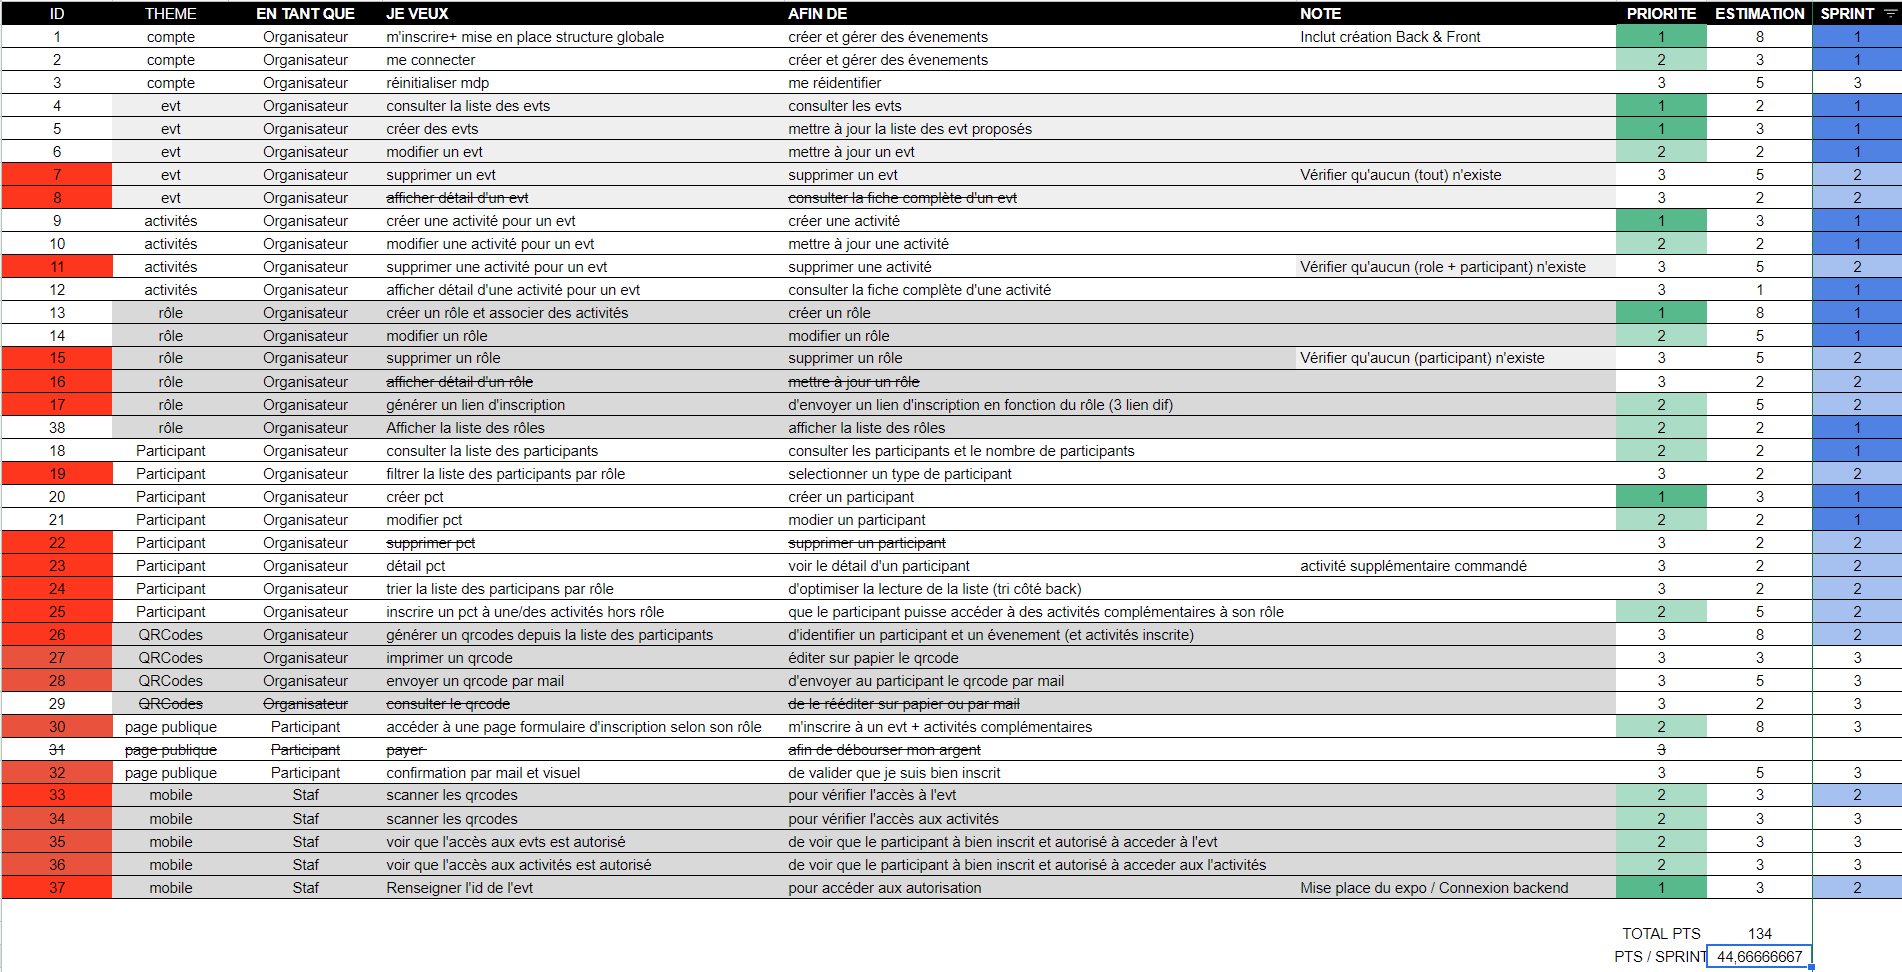 ID THEME EN TANT QUE JE VEUX AFIN DE NOTE PRIORITE ESTIMATION SPRINT
1 compte Organisateur m'inscrire+ mise en place structure globale créer et gérer des évenements Inclut création Back & Front 1 8 1
2 compte Organisateur me connecter créer et gérer des évenements 2 3 1
3 compte Organisateur réinitialiser mdp me réidentifier 3 5 3
4 evt Organisateur consulter la liste des evts consulter les evts 1 2 1
5 evt Organisateur créer des evts mettre à jour la liste des evt proposés 1 3 1
6 evt Organisateur modifier un evt mettre à jour un evt 2 2 1
7 evt Organisateur supprimer un evt supprimer un evt Vérifier qu'aucun (tout) n'existe 3 5 2
8 evt Organisateur afficher détail d'un evt consulter la fiche complète d'un evt 3 2 2
9 activités Organisateur créer une activité pour un evt créer une activité 1 3 1
10 activités Organisateur modifier une activité pour un evt mettre à jour une activité 2 2 1
11 activités Organisateur supprimer une activité pour un evt supprimer une activité Vérifier qu'aucun (role + participant) n'existe 3 5 2
12 activités Organisateur afficher détail d'une activité pour un evt consulter la fiche complète d'une activité 3 1 1
13 rôle Organisateur créer un rôle et associer des activités créer un rôle 1 8 1
14 rôle Organisateur modifier un rôle modifier un rôle 2 5 1
15 rôle Organisateur supprimer un rôle supprimer un rôle Vérifier qu'aucun (participant) n'existe 3 5 2
16 rôle Organisateur afficher détail d'un rôle mettre à jour un rôle 3 2 2
17 rôle Organisateur générer un lien d'inscription d'envoyer un lien d'inscription en fonction du rôle (3 lien dif) 2 5 2
38 rôle Organisateur Afficher la liste des rôles afficher la liste des rôles 2 2 1
18 Participant Organisateur consulter la liste des participants consulter les participants et le nombre de participants 2 2 1
19 Participant Organisateur filtrer la liste des participants par rôle selectionner un type de participant 3 2 2
20 Participant Organisateur créer pct créer un participant 1 3 1
21 Participant Organisateur modifier pct modier un participant 2 2 1
22 Participant Organisateur supprimer pct supprimer un participant 3 2 2
23 Participant Organisateur détail pct voir le détail d'un participant activité supplémentaire commandé 3 2 2
24 Participant Organisateur trier la liste des participans par rôle d'optimiser la lecture de la liste (tri côté back) 3 2 2
25 Participant Organisateur inscrire un pct à une/des activités hors rôle que le participant puisse accéder à des activités complémentaires à son rôle 2 5 2
26 QRCodes Organisateur générer un qrcodes depuis la liste des participants d'identifier un participant et un évenement (et activités inscrite) 3 8 2
27 QRCodes Organisateur imprimer un qrcode éditer sur papier le qrcode 3 3 3
28 QRCodes Organisateur envoyer un qrcode par mail d'envoyer au participant le qrcode par mail 3 5 3
29 QRCodes Organisateur consulter le qrcode de le rééditer sur papier ou par mail 3 2 3
30 page publique Participant accéder à une page formulaire d'inscription selon son rôle m'inscrire à un evt + activités complémentaires 2 8 3
31 page publique Participant payer afin de débourser mon argent 3
32 page publique Participant confirmation par mail et visuel de valider que je suis bien inscrit 3 5 3
33 mobile Staf scanner les qrcodes pour vérifier l'accès à l'evt 2 3 2
34 mobile Staf scanner les qrcodes pour vérifier l'accès aux activités 2 3 3
35 mobile Staf voir que l'accès aux evts est autorisé de voir que le participant à bien inscrit et autorisé à acceder à l'evt 2 3 3
36 mobile Staf voir que l'accès aux activités est autorisé de voir que le participant à bien inscrit et autorisé à acceder aux l'activités 2 3 3
37 mobile Staf Renseigner l'id de l'evt pour accéder aux autorisation Mise place du expo / Connexion backend 1 3 2
TOTAL PTS 134
PTS / SPRINT 44,66666667